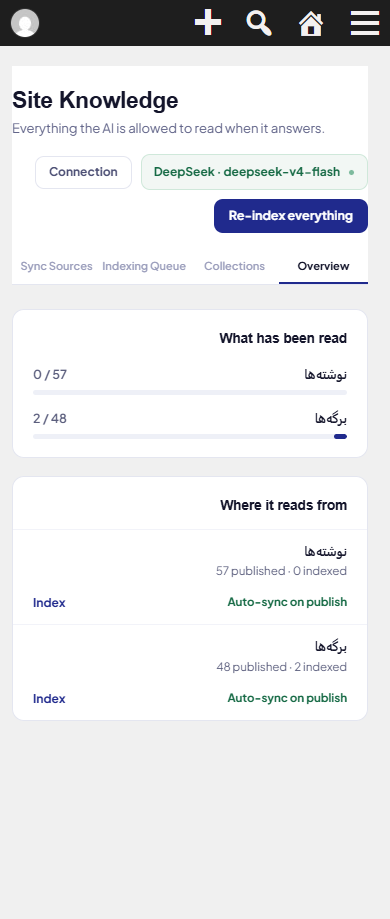 Site Knowledge
Everything the AI is allowed to read when it answers.
Connection
DeepSeek · deepseek-v4-flash
Re-index everything
Sync Sources Indexing Queue Collections Overview
What has been read
نوشته‌ها 0 / 57
برگه‌ها 2 / 48
Where it reads from
نوشته‌ها
57 published · 0 indexed
Index Auto-sync on publish
برگه‌ها
48 published · 2 indexed
Index Auto-sync on publish